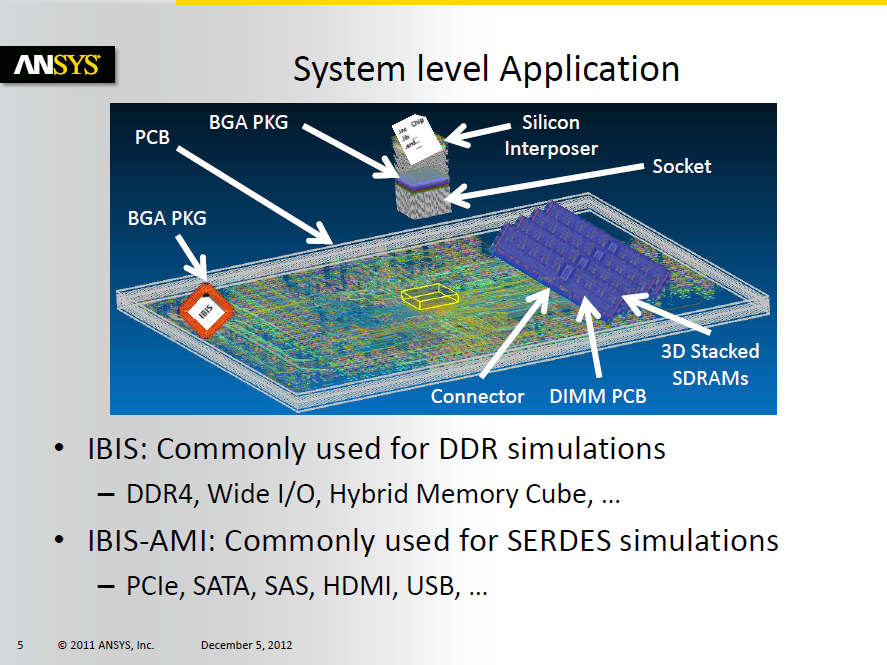 ANSYS
System level Application
BGA PKG
PCB
Silicon
Interposer
Socket
BGA PKG
IBIS
3D Stacked
SDRAMs
Connector
DIMM PCB
• IBIS: Commonly used for DDR simulations
– DDR4, Wide I/O, Hybrid Memory Cube, ...
• IBIS-AMI: Commonly used for SERDES simulations
– PCIe, SATA, SAS, HDMI, USB, ...
5 © 2011 ANSYS, Inc. December 5, 2012